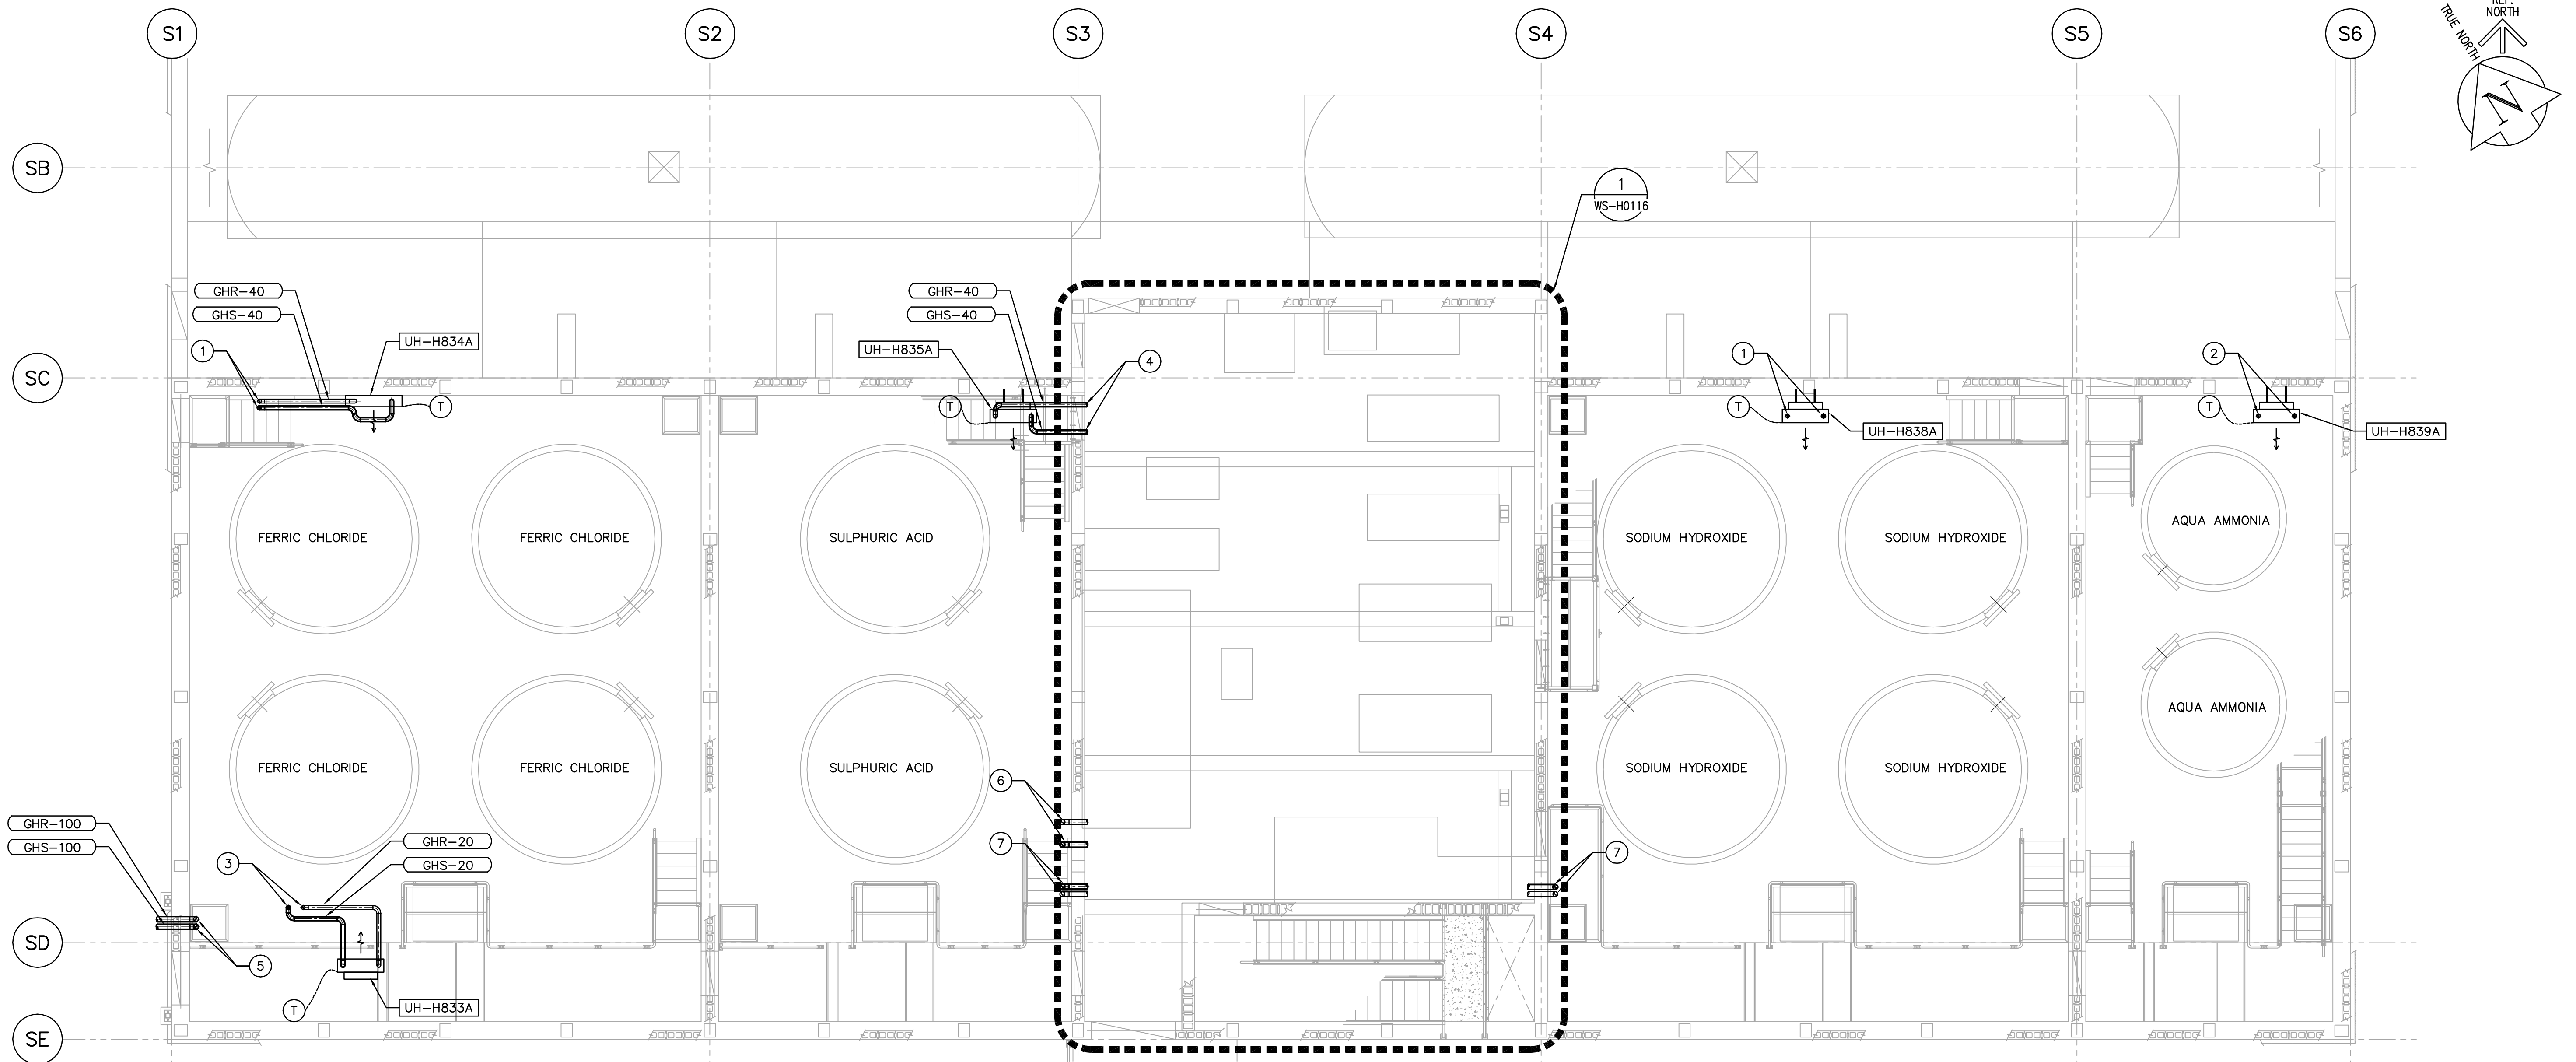 S1
S2
S3
S4
S5
S6
REF.
NORTH
TRUE NORTH
N
SB
1
WS-H0116
GHR-40
GHS-40
1
UH-H834A
T
GHR-40
GHS-40
UH-H835A
T
4
1
T
UH-H838A
2
T
UH-H839A
SC
FERRIC CHLORIDE
FERRIC CHLORIDE
SULPHURIC ACID
SODIUM HYDROXIDE
SODIUM HYDROXIDE
AQUA AMMONIA
AQUA AMMONIA
FERRIC CHLORIDE
FERRIC CHLORIDE
SULPHURIC ACID
SODIUM HYDROXIDE
SODIUM HYDROXIDE
6
7
7
GHR-100
GHS-100
GHR-20
GHS-20
3
SD
5
T
UH-H833A
SE